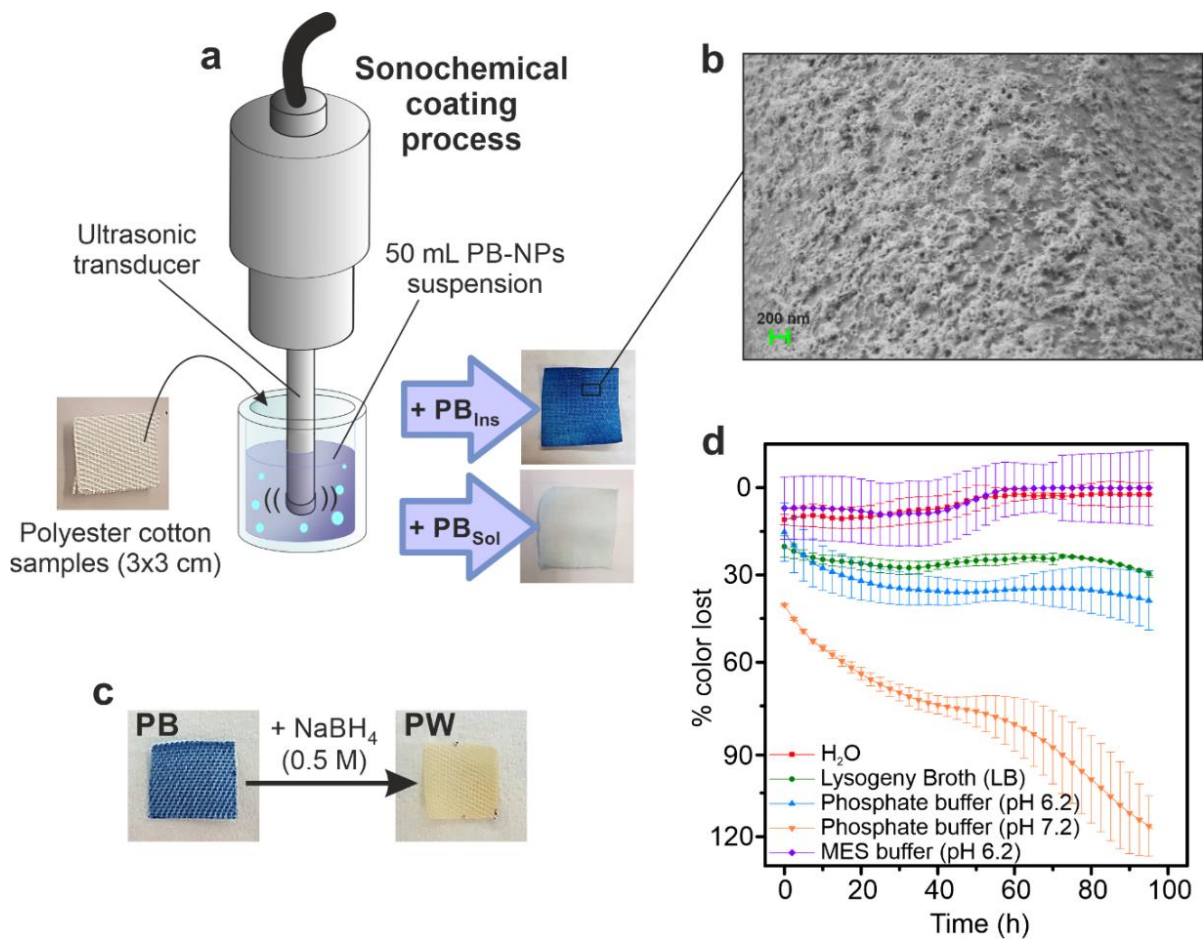 a
Sonochemical
coating
process
Ultrasonic
transducer
50 mL PB-NPs
suspension
Polyester cotton
samples (3x3 cm)
+ PBIns
+ PBSol
b
200 nm
c
PB
+ NaBH4
(0.5 M)
PW
d
% color lost
0
30
60
90
120
H2O
Lysogeny Broth (LB)
Phosphate buffer (pH 6.2)
Phosphate buffer (pH 7.2)
MES buffer (pH 6.2)
0 20 40 60 80 100
Time (h)